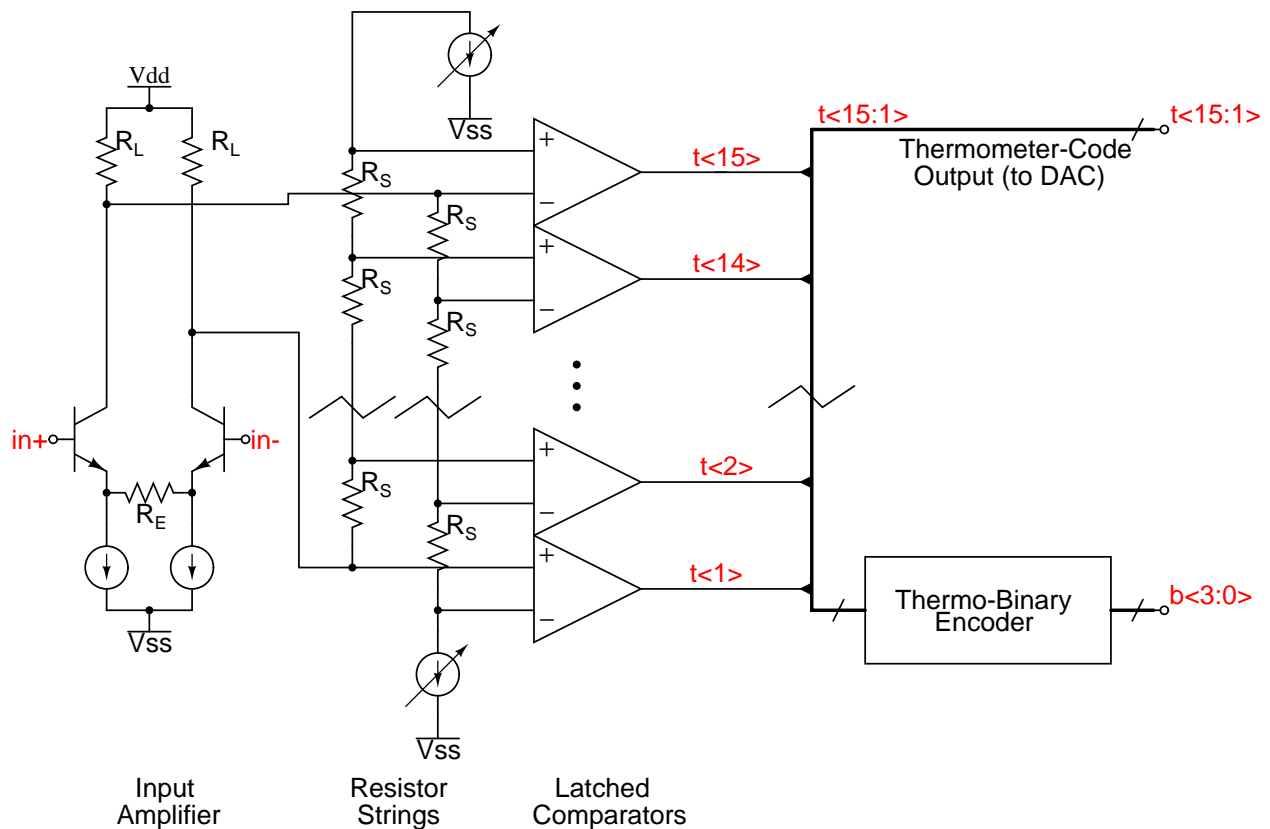 Vdd
R_L
R_L
in+
in-
R_E
Vss
Vss
R_S
R_S
R_S
R_S
R_S
R_S
Vss
+
−
+
−
+
−
+
−
t<15>
t<14>
t<2>
t<1>
t<15:1>
t<15:1>
Thermometer-Code
Output (to DAC)
Thermo-Binary
Encoder
b<3:0>
Input
Amplifier
Resistor
Strings
Latched
Comparators